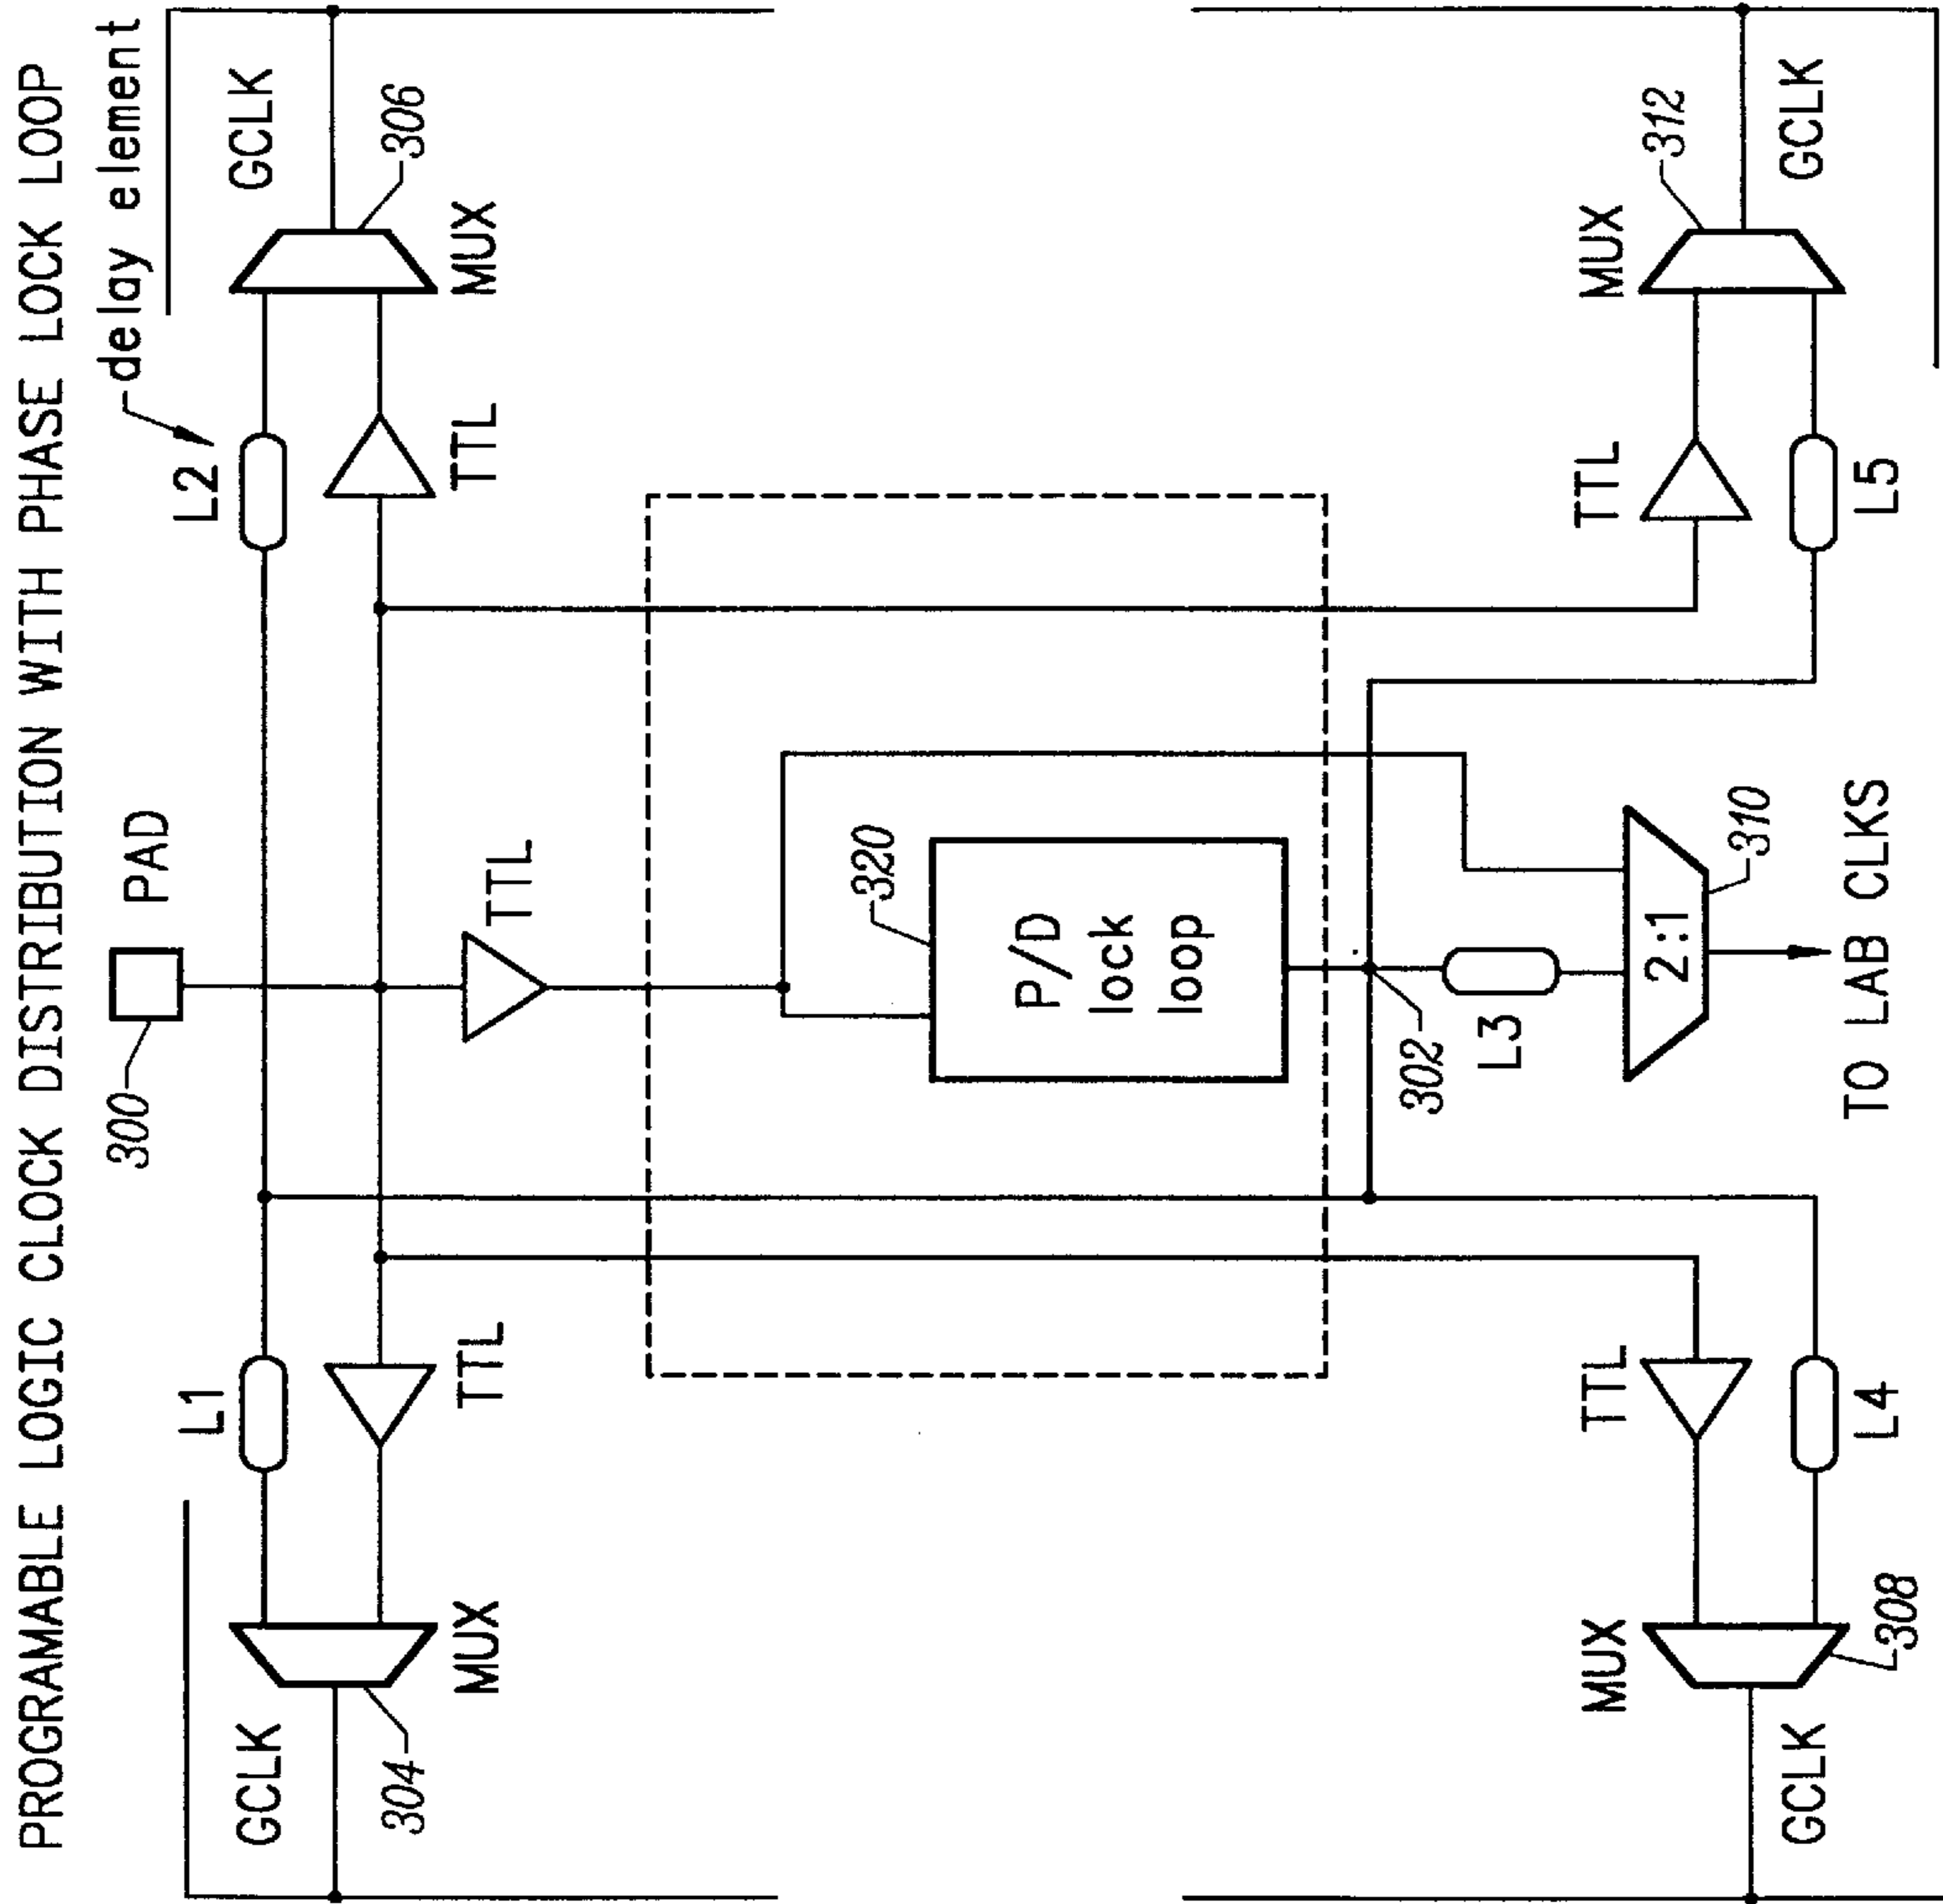 PROGRAMABLE LOGIC CLOCK DISTRIBUTION WITH PHASE LOCK LOOP
delay element
300
PAD
L1
L2
GCLK
GCLK
304
306
MUX
TTL
TTL
TTL
MUX
320
P/D
lock
loop
302
L3
MUX
TTL
TTL
MUX
312
2:1
310
308
GCLK
L4
TO LAB CLKS
L5
GCLK